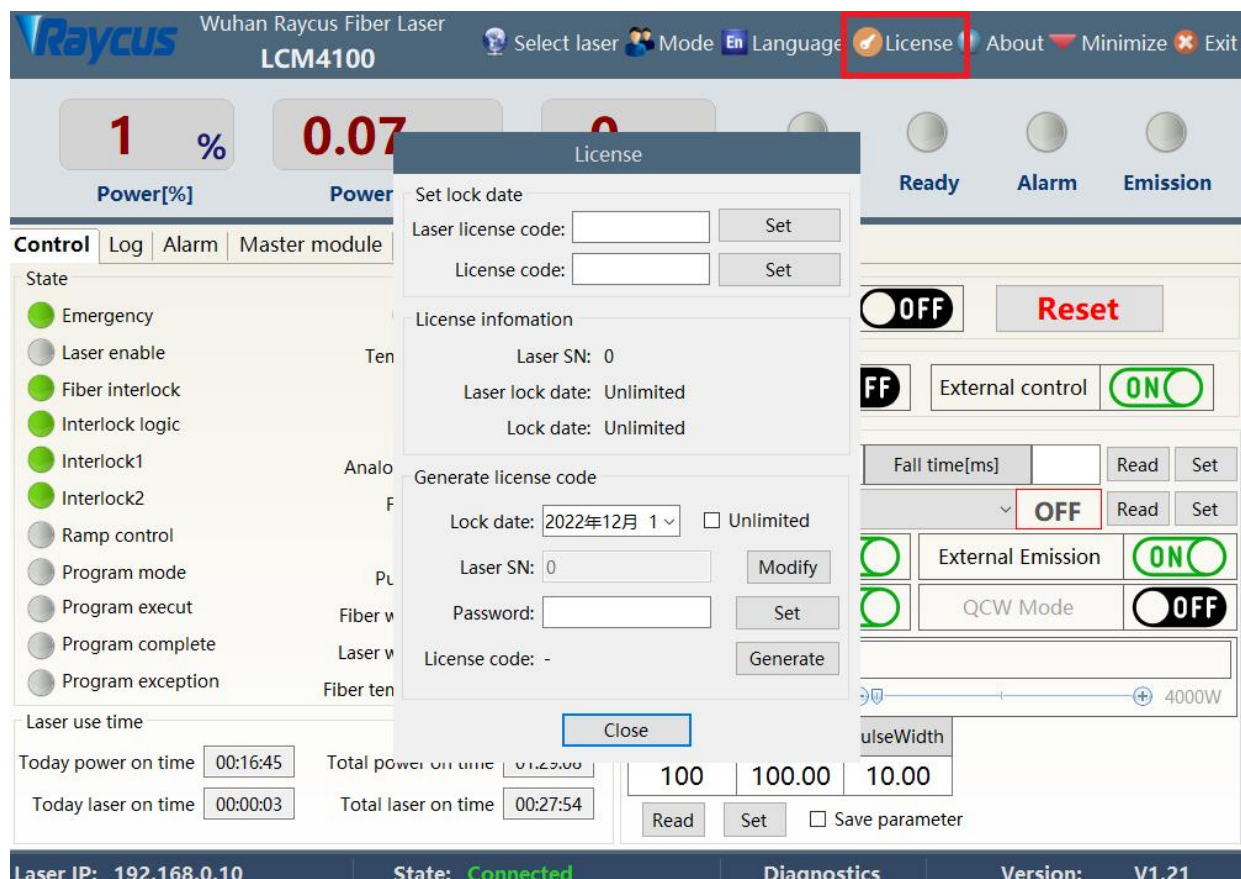 Raycus
Wuhan Raycus Fiber Laser
LCM4100
Select laser Mode En Language License About Minimize Exit
1 % 0.07
Power[%] Power Ready Alarm Emission
License
Set lock date
Laser license code: Set
License code: Set
License infomation
Laser SN: 0
Laser lock date: Unlimited
Lock date: Unlimited
Generate license code
Lock date: 2022年12月 1 Unlimited
Laser SN: 0 Modify
Password: Set
License code: - Generate
Close
Control Log Alarm Master module
State
Emergency
Laser enable
Fiber interlock
Interlock logic
Interlock1
Interlock2
Ramp control
Program mode
Program execut
Program complete
Program exception
Fiber
Laser
Fiber
OFF Reset
External control ON
Fall time[ms] Read Set
OFF Read Set
External Emission ON
QCW Mode OFF
4000W
Laser use time
Today power on time 00:16:45 Total power on time 01:29:08
Today laser on time 00:00:03 Total laser on time 00:27:54
100 100.00 10.00
Read Set Save parameter
Laser IP: 192.168.0.10 State: Connected Diagnostics Version: V1.21